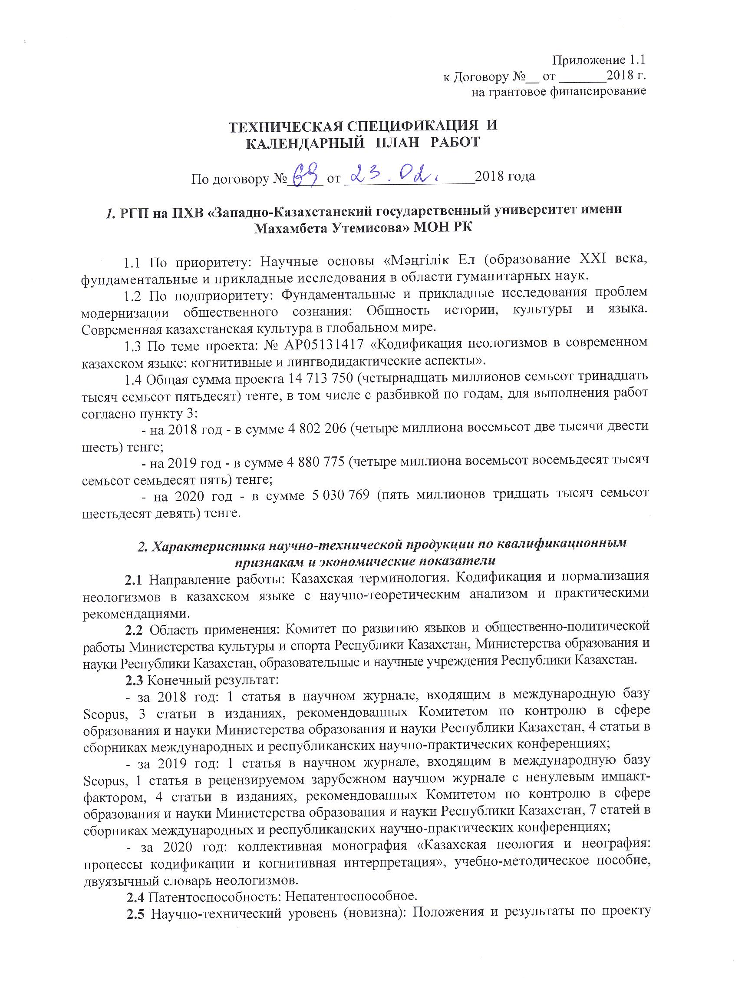 Приложение 1.1
к Договору №__ от _______2018 г.
на грантовое финансирование
ТЕХНИЧЕСКАЯ СПЕЦИФИКАЦИЯ И
КАЛЕНДАРНЫЙ ПЛАН РАБОТ
По договору № 69 от 23.02.2018 года
1. РГП на ПХВ «Западно-Казахстанский государственный университет имени
Махамбета Утемисова» МОН РК
1.1 По приоритету: Научные основы «Мәңгілік Ел (образование XXI века,
фундаментальные и прикладные исследования в области гуманитарных наук.
1.2 По подприоритету: Фундаментальные и прикладные исследования проблем
модернизации общественного сознания: Общность истории, культуры и языка.
Современная казахстанская культура в глобальном мире.
1.3 По теме проекта: № АР05131417 «Кодификация неологизмов в современном
казахском языке: когнитивные и лингводидактические аспекты».
1.4 Общая сумма проекта 14 713 750 (четырнадцать миллионов семьсот тринадцать
тысяч семьсот пятьдесят) тенге, в том числе с разбивкой по годам, для выполнения работ
согласно пункту 3:
- на 2018 год - в сумме 4 802 206 (четыре миллиона восемьсот две тысячи двести
шесть) тенге;
- на 2019 год - в сумме 4 880 775 (четыре миллиона восемьсот восемьдесят тысяч
семьсот семьдесят пять) тенге;
- на 2020 год - в сумме 5 030 769 (пять миллионов тридцать тысяч семьсот
шестьдесят девять) тенге.
2. Характеристика научно-технической продукции по квалификационным
признакам и экономические показатели
2.1 Направление работы: Казахская терминология. Кодификация и нормализация
неологизмов в казахском языке с научно-теоретическим анализом и практическими
рекомендациями.
2.2 Область применения: Комитет по развитию языков и общественно-политической
работы Министерства культуры и спорта Республики Казахстан, Министерства образования и
науки Республики Казахстан, образовательные и научные учреждения Республики Казахстан.
2.3 Конечный результат:
- за 2018 год: 1 статья в научном журнале, входящим в международную базу
Scopus, 3 статьи в изданиях, рекомендованных Комитетом по контролю в сфере
образования и науки Министерства образования и науки Республики Казахстан, 4 статьи в
сборниках международных и республиканских научно-практических конференциях;
- за 2019 год: 1 статья в научном журнале, входящим в международную базу
Scopus, 1 статья в рецензируемом зарубежном научном журнале с ненулевым импакт-
фактором, 4 статьи в изданиях, рекомендованных Комитетом по контролю в сфере
образования и науки Министерства образования и науки Республики Казахстан, 7 статей в
сборниках международных и республиканских научно-практических конференциях;
- за 2020 год: коллективная монография «Казахская неология и неография:
процессы кодификации и когнитивная интерпретация», учебно-методическое пособие,
двуязычный словарь неологизмов.
2.4 Патентоспособность: Непатентоспособное.
2.5 Научно-технический уровень (новизна): Положения и результаты по проекту